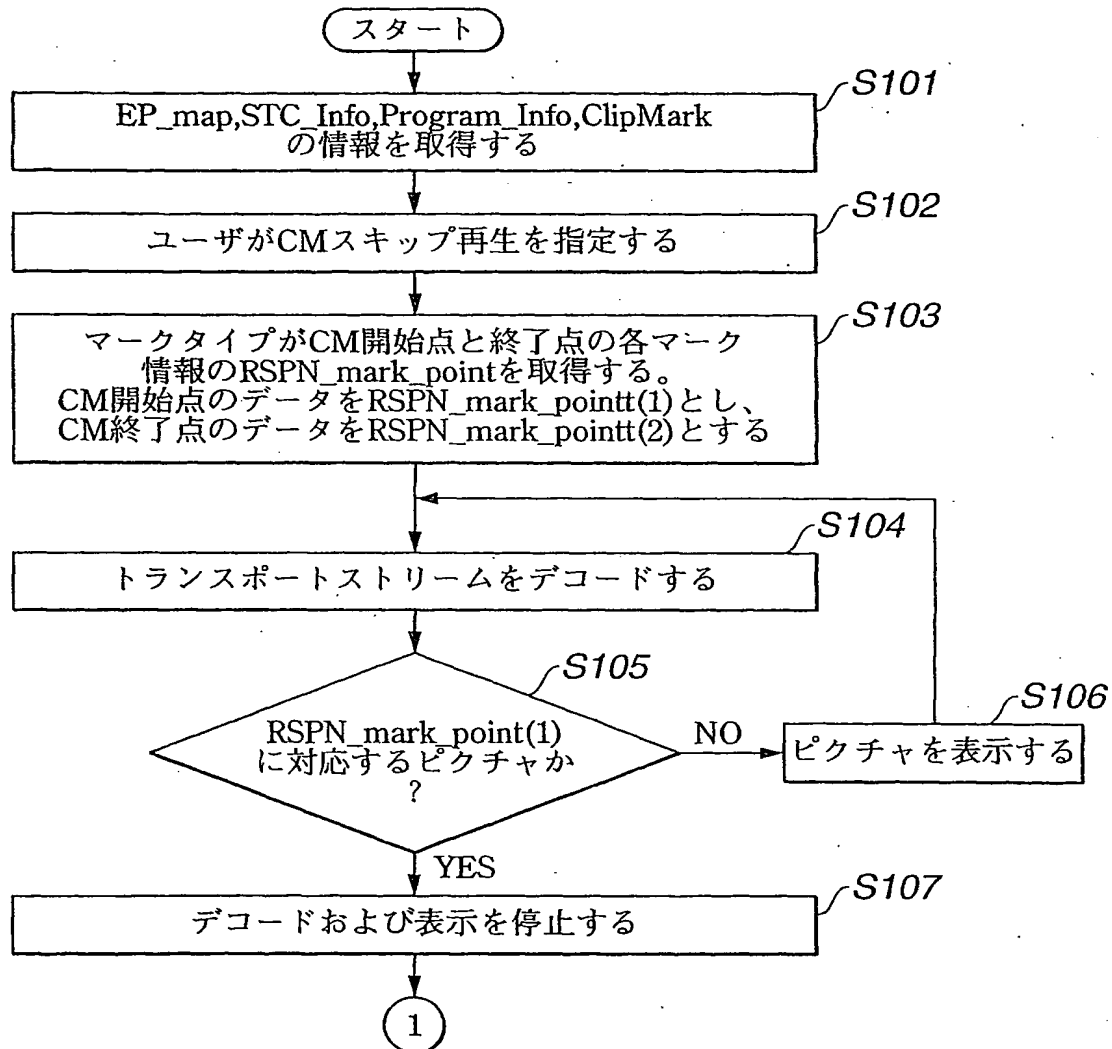 スタート
S101
EP_map,STC_Info,Program_Info,ClipMark
の情報を取得する
S102
ユーザがCMスキップ再生を指定する
S103
マークタイプがCM開始点と終了点の各マーク
情報のRSPN_mark_pointを取得する。
CM開始点のデータをRSPN_mark_pointt(1)とし、
CM終了点のデータをRSPN_mark_pointt(2)とする
S104
トランスポートストリームをデコードする
S105
RSPN_mark_point(1)
に対応するピクチャか
?
NO
S106
ピクチャを表示する
YES
S107
デコードおよび表示を停止する
1